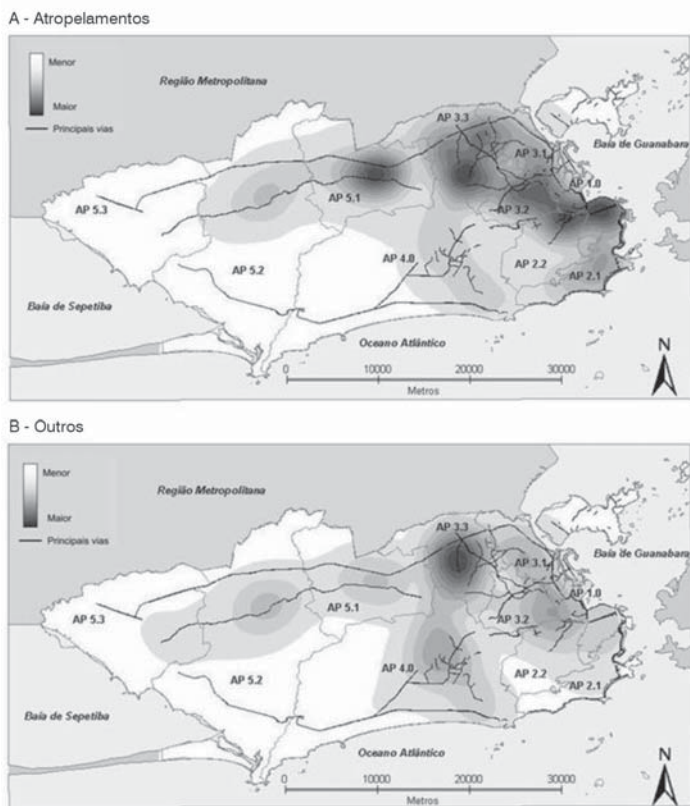 A - Atropelamentos
Menor
Maior
Principais vias
Região Metropolitana
AP 3.3
Baía de Guanabara
AP 3.1
AP 1.0
AP 5.1
AP 3.2
AP 5.3
AP 4.0
AP 2.2
AP 5.2
AP 2.1
Baía de Sepetiba
Oceano Atlântico
N
0 10000 20000 30000
Metros
B - Outros
Menor
Maior
Principais vias
Região Metropolitana
AP 3.3
Baía de Guanabara
AP 3.1
AP 1.0
AP 5.1
AP 3.2
AP 5.3
AP 4.0
AP 2.2
AP 5.2
AP 2.1
Baía de Sepetiba
Oceano Atlântico
N
0 10000 20000 30000
Metros